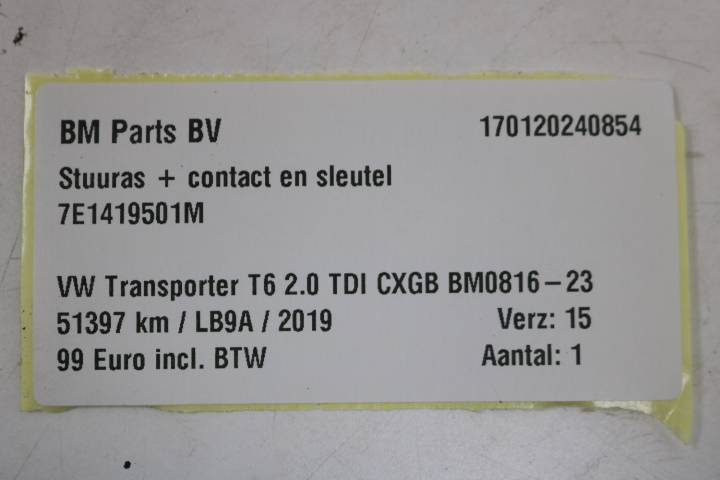 BM Parts BV 170120240854
Stuuras + contact en sleutel
7E1419501M
VW Transporter T6 2.0 TDI CXGB BM0816-23
51397 km / LB9A / 2019 Verz: 15
99 Euro incl. BTW Aantal: 1